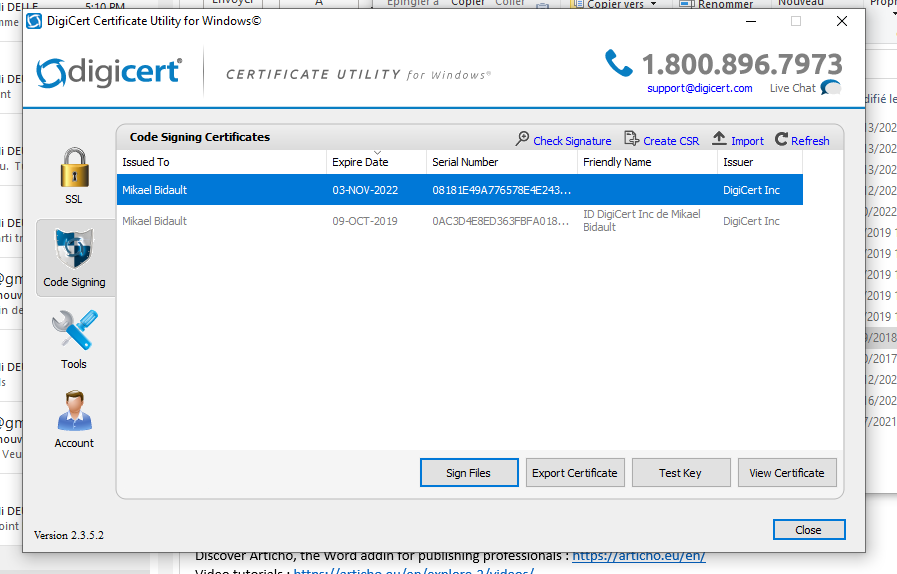 DigiCert Certificate Utility for Windows©
digicert®
CERTIFICATE UTILITY for Windows®
1.800.896.7973
support@digicert.com Live Chat
Code Signing Certificates
Check Signature Create CSR Import Refresh
Issued To Expire Date Serial Number Friendly Name Issuer
Mikael Bidault 03-NOV-2022 08181E49A776578E4E243... DigiCert Inc
Mikael Bidault 09-OCT-2019 0AC3D4E8ED363FBFA018... ID DigiCert Inc de Mikael Bidault DigiCert Inc
SSL
Code Signing
Tools
Account
Sign Files Export Certificate Test Key View Certificate
Version 2.3.5.2
Close
Discover Articho, the Word addin for publishing professionals : https://articho.eu/en/
Video tutorials : https://articho.eu/en/explore-2/videos/